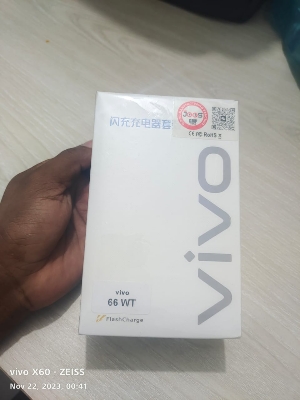 闪充充电器套
vivo
vivo
66 WT
FlashCharge
vivo X60 · ZEISS
Nov 22, 2023, 00:41